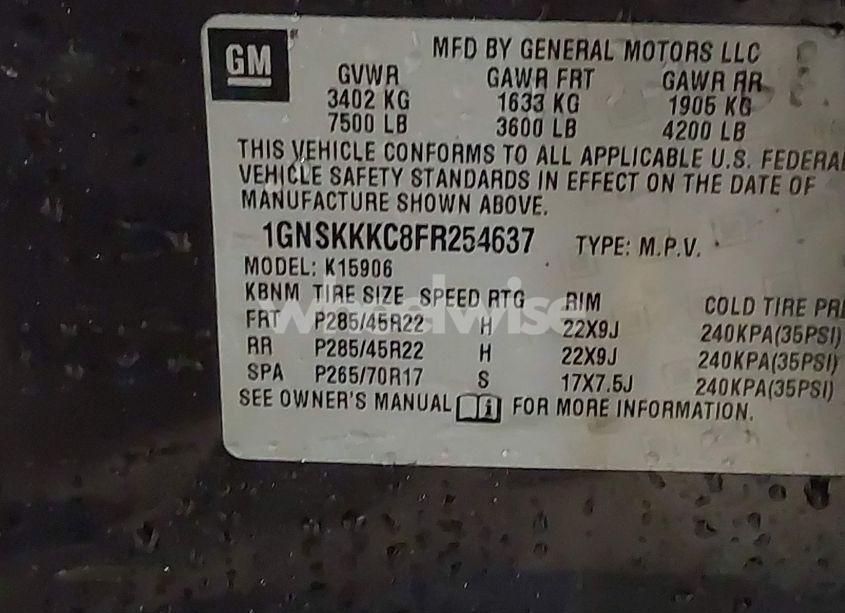 GM
MFD BY GENERAL MOTORS LLC
GVWR GAWR FRT GAWR RR
3402 KG 1633 KG 1905 KG
7500 LB 3600 LB 4200 LB
THIS VEHICLE CONFORMS TO ALL APPLICABLE U.S. FEDERAL
VEHICLE SAFETY STANDARDS IN EFFECT ON THE DATE OF
MANUFACTURE SHOWN ABOVE.
1GNSKKKC8FR254637 TYPE: M.P.V.
MODEL: K15906
KBNM TIRE SIZE SPEED RTG RIM COLD TIRE PRE
FRT P285/45R22 H 22X9J 240KPA(35PSI)
wheelwise
RR P285/45R22 H 22X9J 240KPA(35PSI)
SPA P265/70R17 S 17X7.5J 240KPA(35PSI)
SEE OWNER'S MANUAL i FOR MORE INFORMATION.